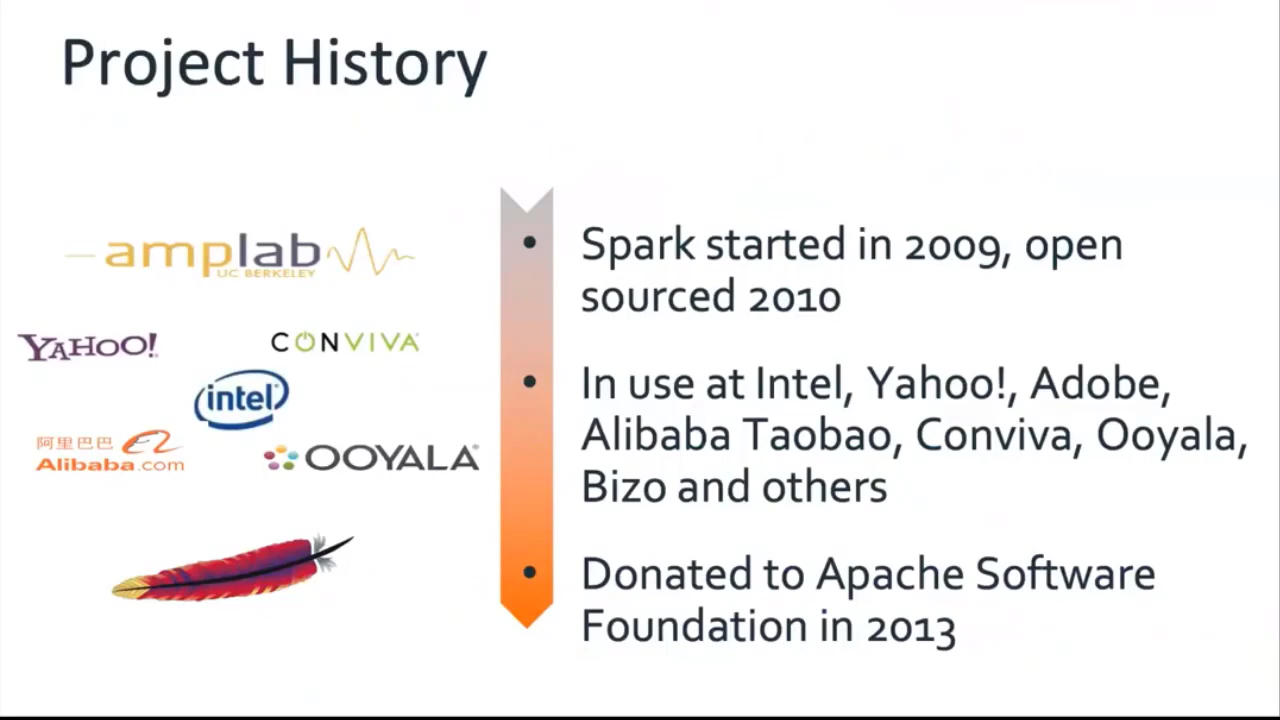 Project History
amplab
UC BERKELEY
YAHOO!
CONVIVA
intel
阿里巴巴
Alibaba.com
OOYALA
• Spark started in 2009, open
sourced 2010
• In use at Intel, Yahoo!, Adobe,
Alibaba Taobao, Conviva, Ooyala,
Bizo and others
• Donated to Apache Software
Foundation in 2013